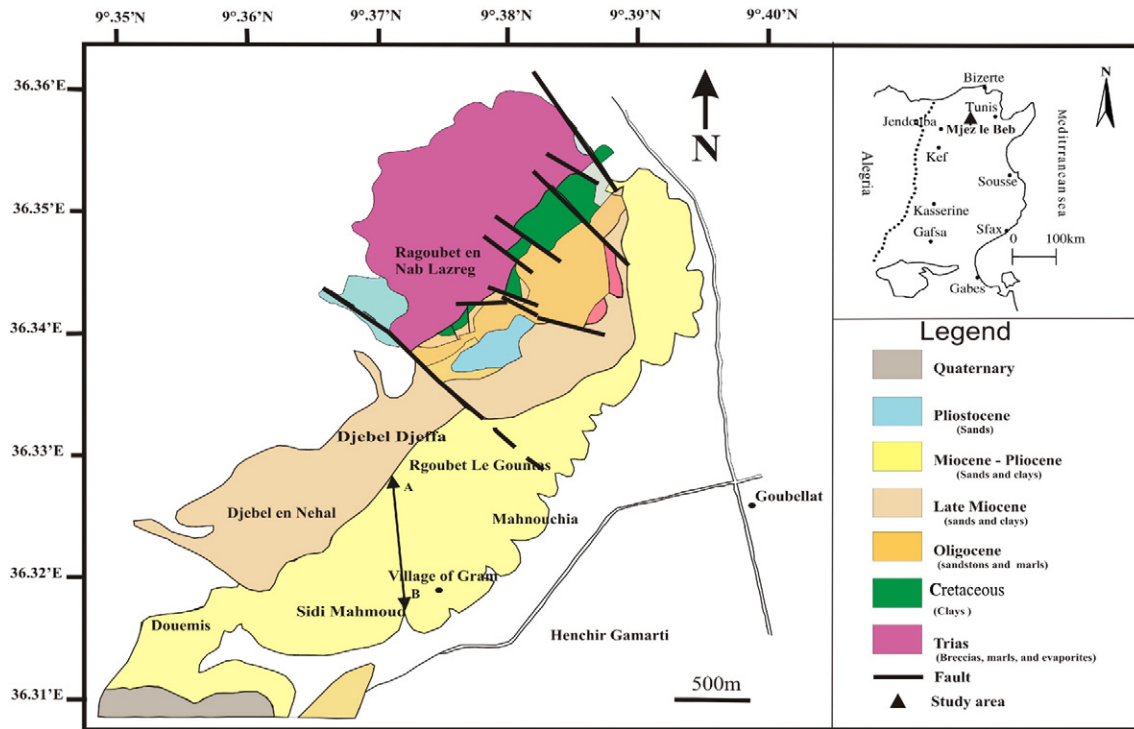 9°.35'N 9°.36'N 9°.37'N 9°.38'N 9°.39'N 9°.40'N
36.36'E
36.35'E
36.34'E
36.33'E
36.32'E
36.31'E
N
Ragoubet en
Nab Lazreg
Djebel Djeffa
Rgoubet Le Gountas
A
Djebel en Nehal
Mahnouchia
Goubellat
Village of Grant
B
Sidi Mahmoud
Douemis
Henchir Gamarti
500m
N
Bizerte
Tunis
Jendouba
Mjez le Beb
Kef
Alegria
Meditrranean sea
Sousse
Kasserine
Gafsa
Sfax
0 100km
Gabes
Legend
Quaternary
Pliostocene
(Sands)
Miocene - Pliocene
(Sands and clays)
Late Miocene
(sands and clays)
Oligocene
(sandstons and marls)
Cretaceous
(Clays )
Trias
(Breccias, marls, and evaporites)
Fault
Study area